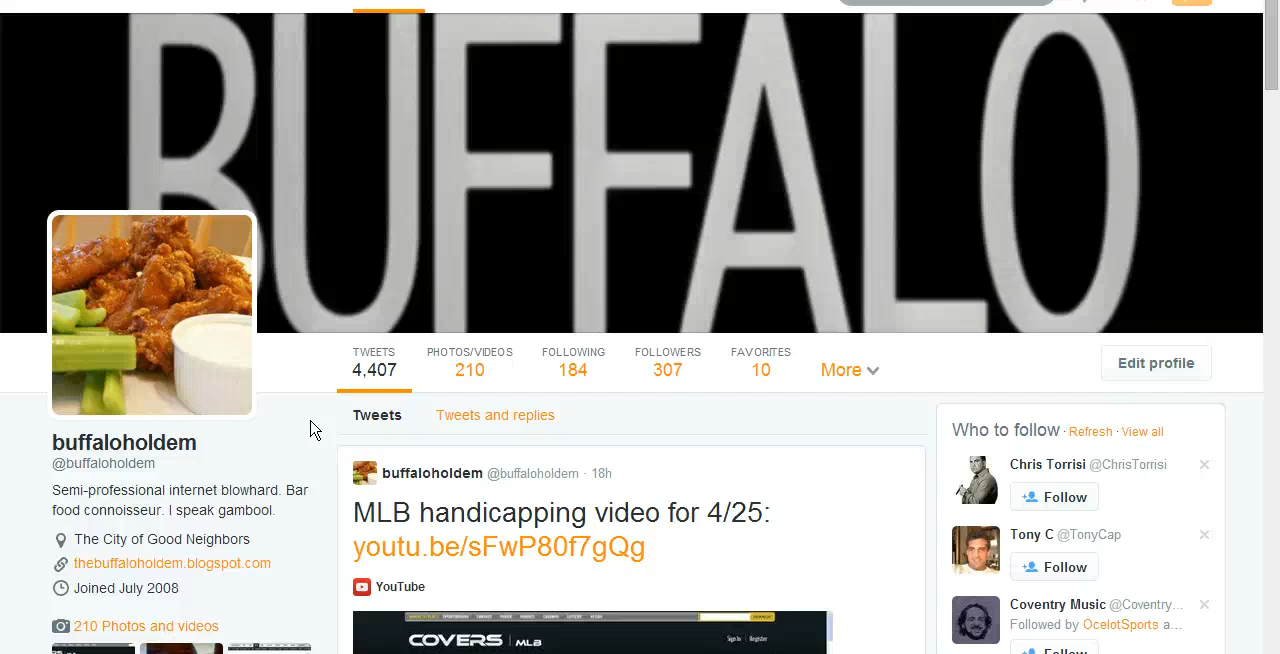 BUFFALO
TWEETS PHOTOS/VIDEOS FOLLOWING FOLLOWERS FAVORITES
4,407 210 184 307 10 More
Edit profile
buffaloholdem
@buffaloholdem
Semi-professional internet blowhard. Bar
food connoisseur. I speak gambool.
The City of Good Neighbors
thebuffaloholdem.blogspot.com
Joined July 2008
210 Photos and videos
Tweets Tweets and replies
buffaloholdem @buffaloholdem · 18h
MLB handicapping video for 4/25:
youtu.be/sFwP80f7gQg
YouTube
COVERS | MLB
Sign In | Register
Who to follow · Refresh · View all
Chris Torrisi @ChrisTorrisi
Follow
Tony C @TonyCap
Follow
Coventry Music @Coventry...
Followed by OcelotSports a...
Follow